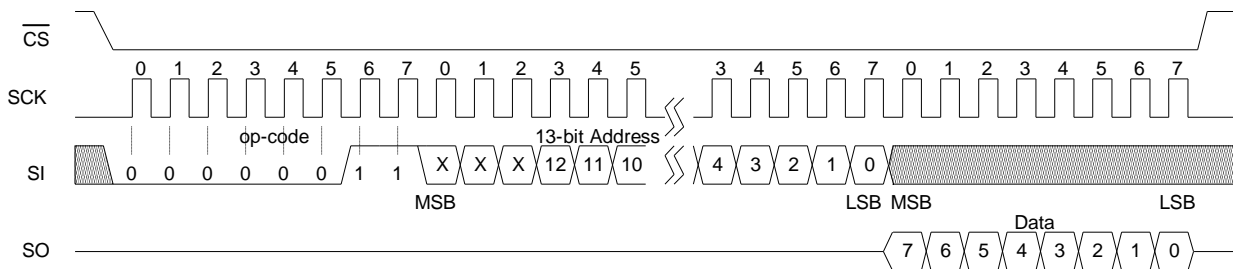 CS
0 1 2 3 4 5 6 7 0 1 2 3 4 5 3 4 5 6 7 0 1 2 3 4 5 6 7
SCK
op-code 13-bit Address
SI 0 0 0 0 0 0 1 1 X X X 12 11 10 4 3 2 1 0
MSB LSB MSB LSB
Data
SO 7 6 5 4 3 2 1 0